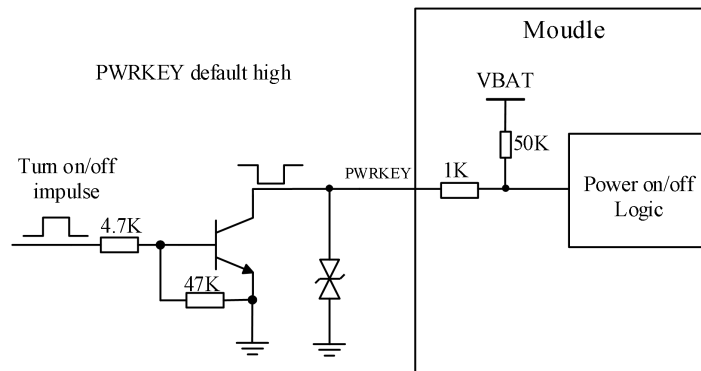 Moudle
PWRKEY default high
VBAT
50K
Turn on/off
impulse
PWRKEY
1K
Power on/off
Logic
4.7K
47K